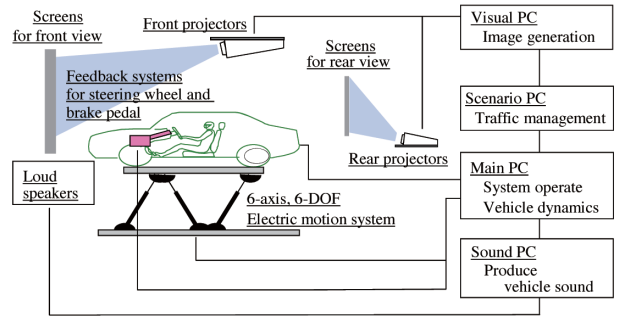 Screens
for front view
Front projectors
Feedback systems
for steering wheel and
brake pedal
Screens
for rear view
Rear projectors
Loud
speakers
6-axis, 6-DOF
Electric motion system
Visual PC
Image generation
Scenario PC
Traffic management
Main PC
System operate
Vehicle dynamics
Sound PC
Produce
vehicle sound